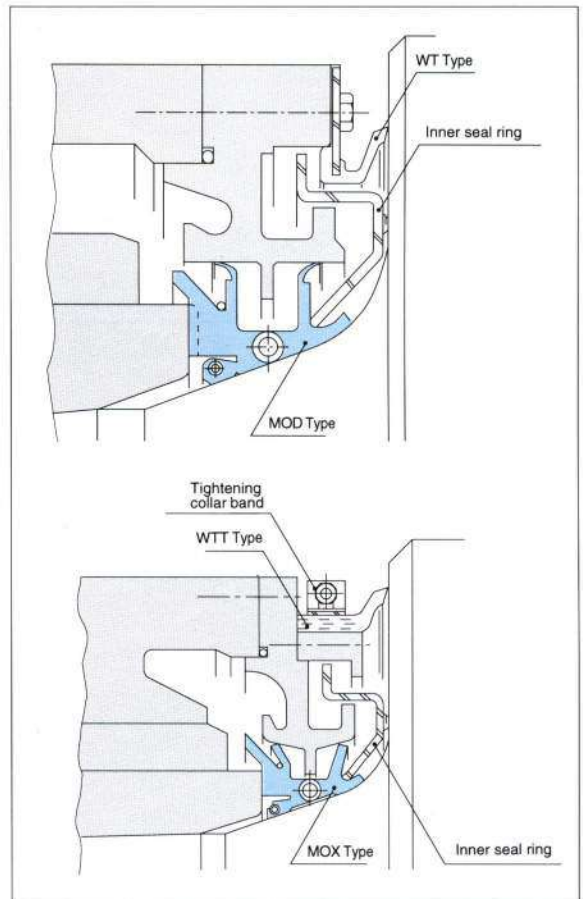 WT Type
Inner seal ring
MOD Type
Tightening
collar band
WTT Type
MOX Type
Inner seal ring